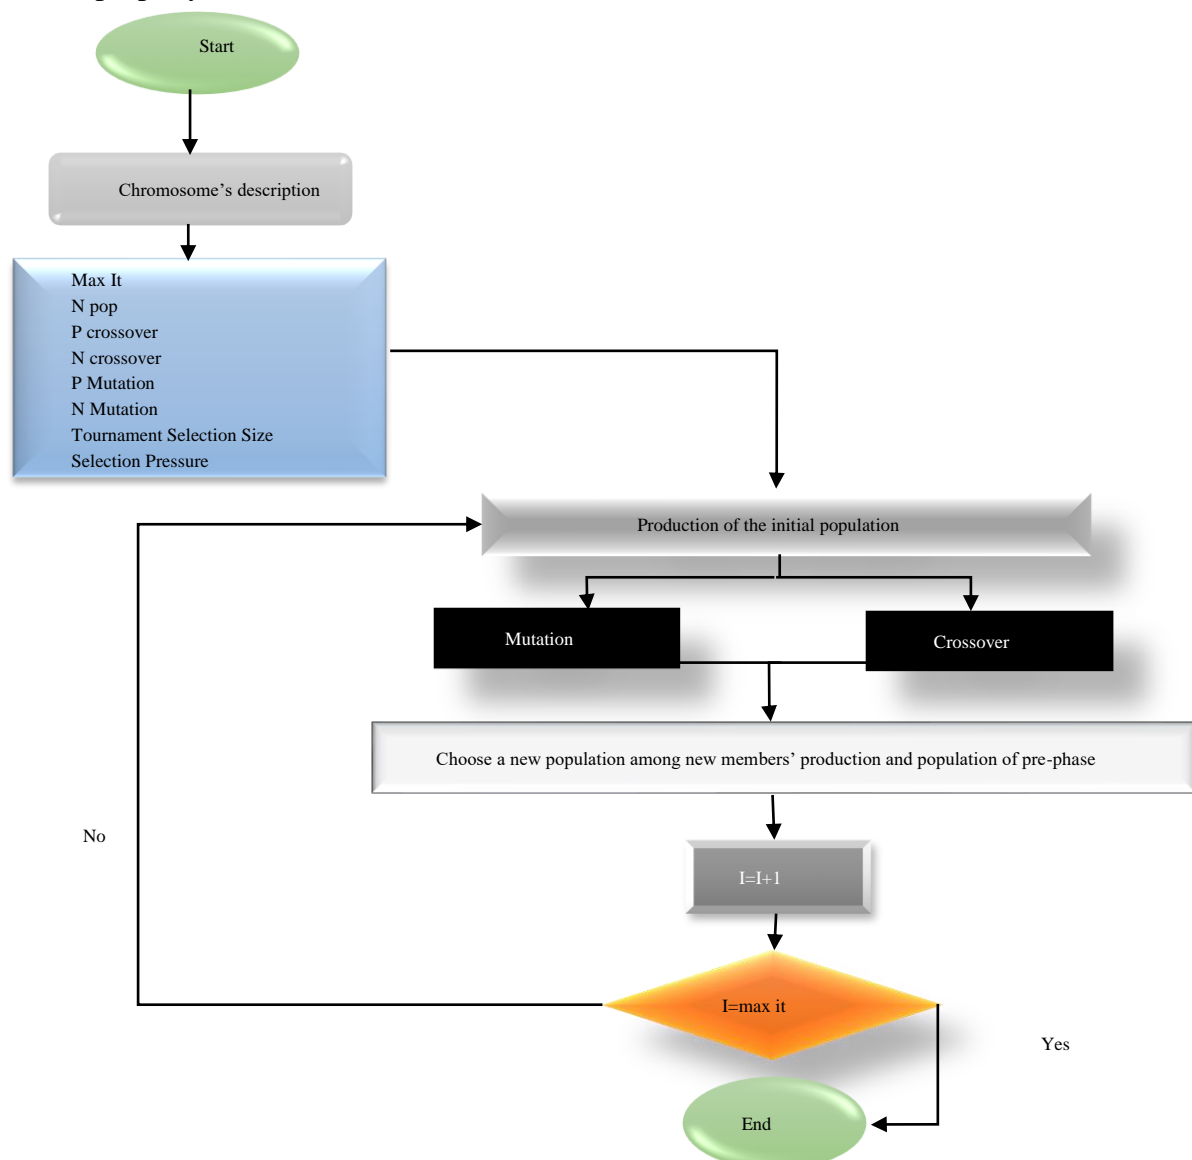 Start
Chromosome’s description
Max It
N pop
P crossover
N crossover
P Mutation
N Mutation
Tournament Selection Size
Selection Pressure
Production of the initial population
Mutation
Crossover
Choose a new population among new members’ production and population of pre-phase
No
I=I+1
I=max it
Yes
End